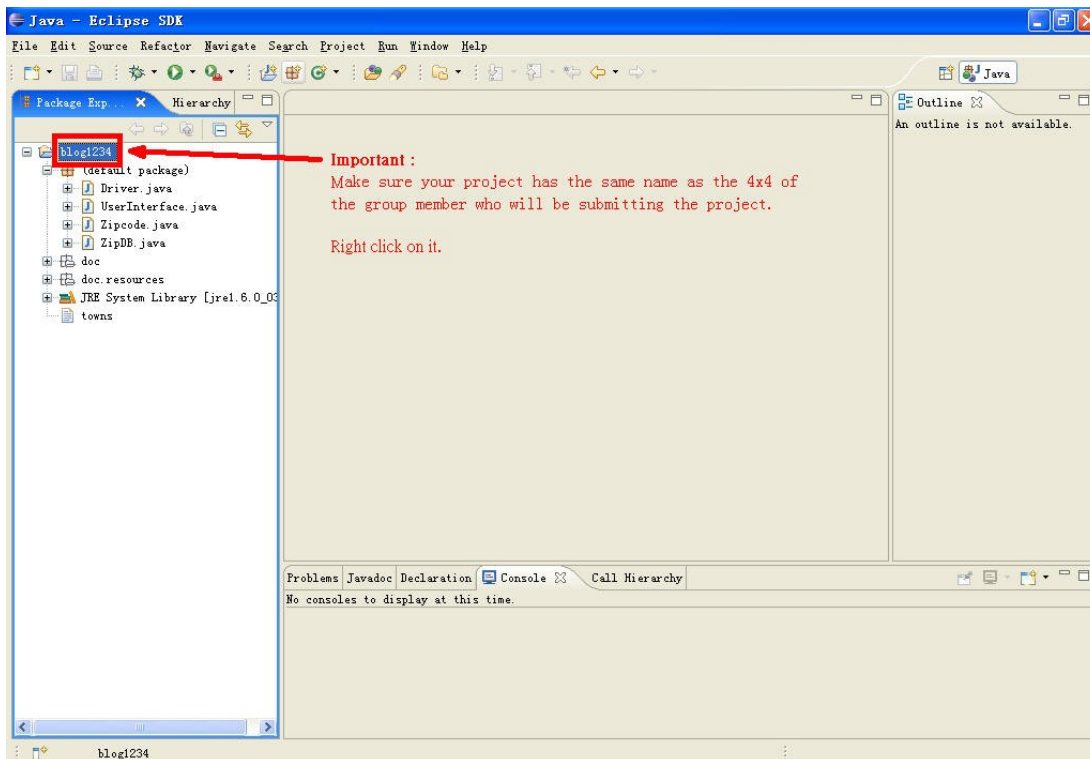 Java - Eclipse SDK
File Edit Source Refactor Navigate Search Project Run Window Help
Java
Package Exp... Hierarchy
Outline
An outline is not available.
blog1234
(default package)
Driver.java
UserInterface.java
Zipcode.java
ZipDB.java
doc
doc.resources
JRE System Library [jre1.6.0_03
towns
Important :
Make sure your project has the same name as the 4x4 of
the group member who will be submitting the project.
Right click on it.
Problems Javadoc Declaration Console Call Hierarchy
No consoles to display at this time.
blog1234